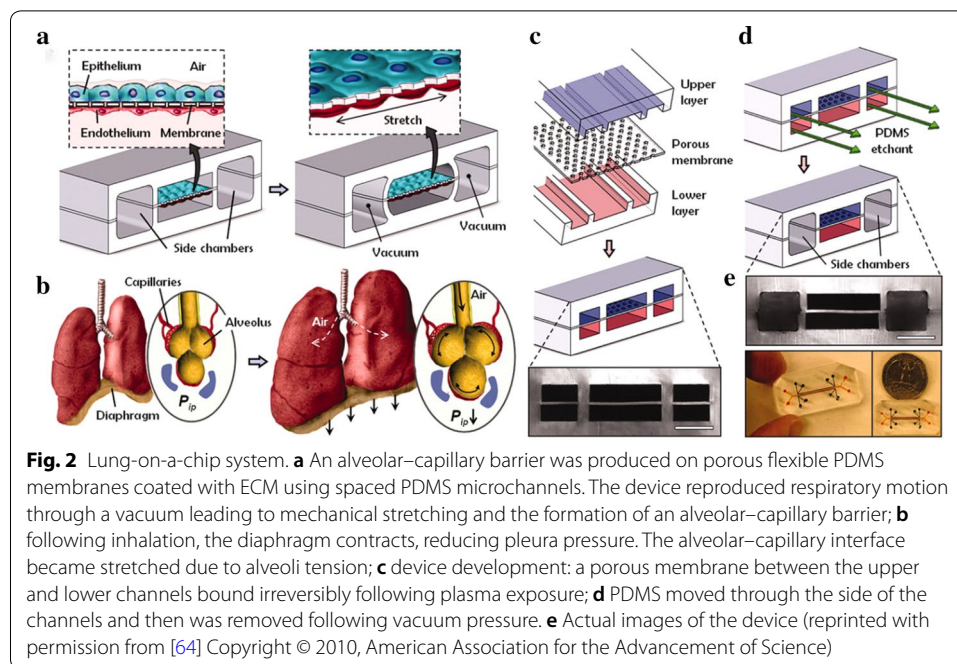 a
Epithelium
Air
Endothelium
Membrane
Side chambers
Stretch
Vacuum
Vacuum
b
Capillaries
Alveolus
Diaphragm
Pip
Air
Air
Pip↓
c
Upper layer
Porous membrane
Lower layer
d
PDMS etchant
Side chambers
e
Fig. 2 Lung-on-a-chip system. a An alveolar–capillary barrier was produced on porous flexible PDMS
membranes coated with ECM using spaced PDMS microchannels. The device reproduced respiratory motion
through a vacuum leading to mechanical stretching and the formation of an alveolar–capillary barrier; b
following inhalation, the diaphragm contracts, reducing pleura pressure. The alveolar–capillary interface
became stretched due to alveoli tension; c device development: a porous membrane between the upper
and lower channels bound irreversibly following plasma exposure; d PDMS moved through the side of the
channels and then was removed following vacuum pressure. e Actual images of the device (reprinted with
permission from [64] Copyright © 2010, American Association for the Advancement of Science)